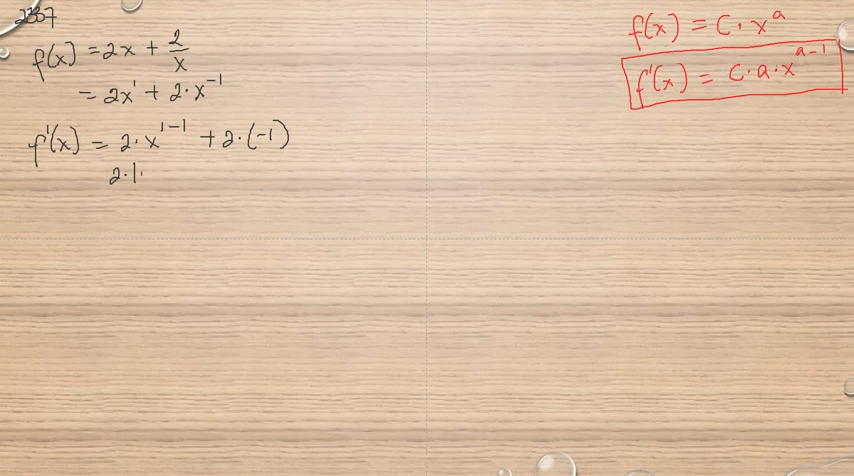 2337
f(x) = 2x + 2/x
= 2x¹ + 2·x⁻¹
f'(x) = 2·x¹⁻¹ + 2·(-1)
2·1·
f(x) = C·xᵃ
f'(x) = C·a·xᵃ⁻¹